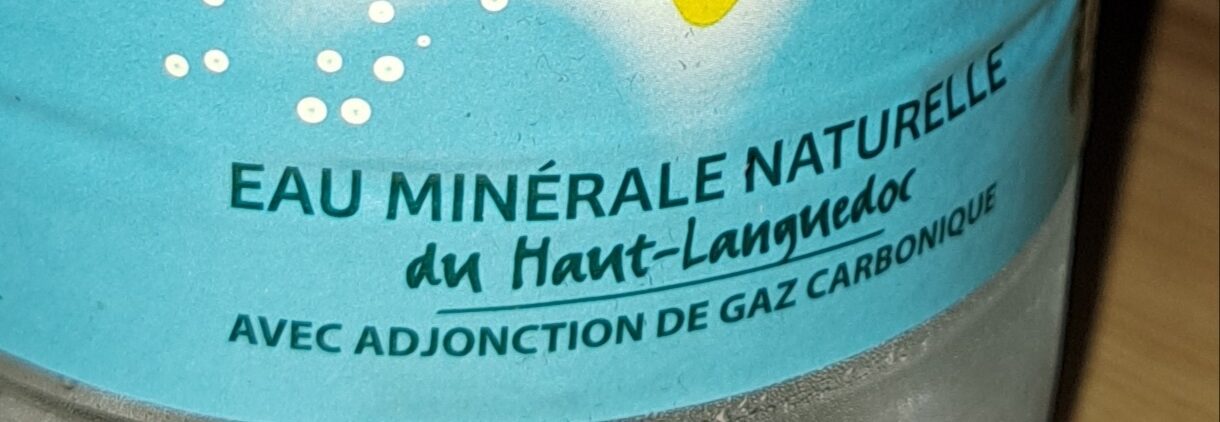 EAU MINÉRALE NATURELLE
du Haut-Languedoc
AVEC ADJONCTION DE GAZ CARBONIQUE